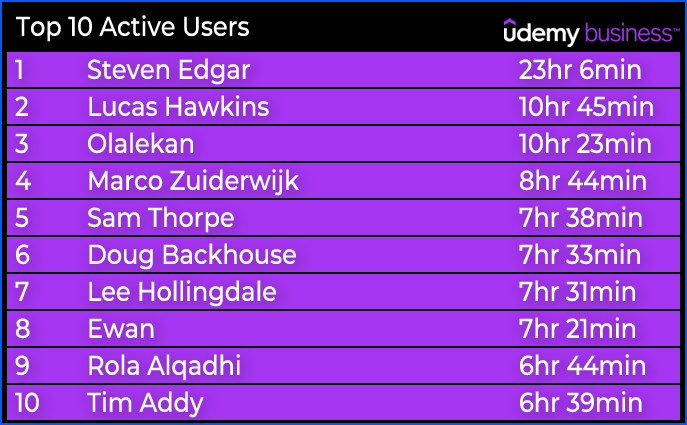 Top 10 Active Users ûdemy business™
1 Steven Edgar 23hr 6min
2 Lucas Hawkins 10hr 45min
3 Olalekan 10hr 23min
4 Marco Zuiderwijk 8hr 44min
5 Sam Thorpe 7hr 38min
6 Doug Backhouse 7hr 33min
7 Lee Hollingdale 7hr 31min
8 Ewan 7hr 21min
9 Rola Alqadhi 6hr 44min
10 Tim Addy 6hr 39min